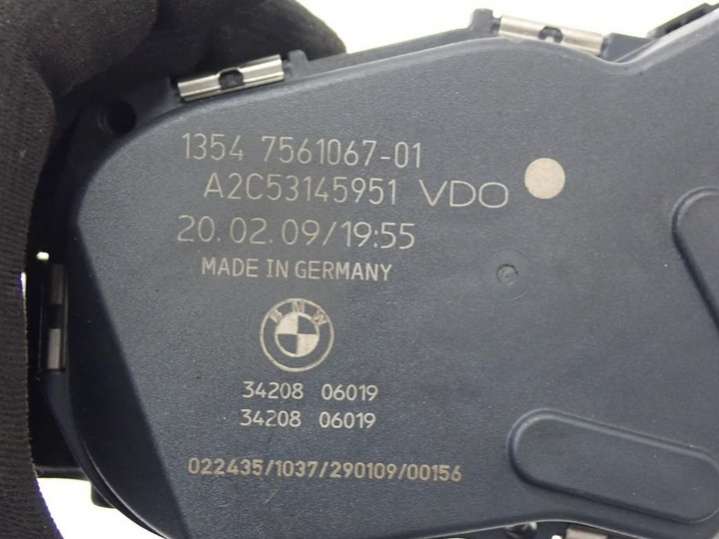 1354 7561067-01
A2C53145951 VDO
20.02.09/19:55
MADE IN GERMANY
BMW
34208 06019
34208 06019
022435/1037/290109/00156